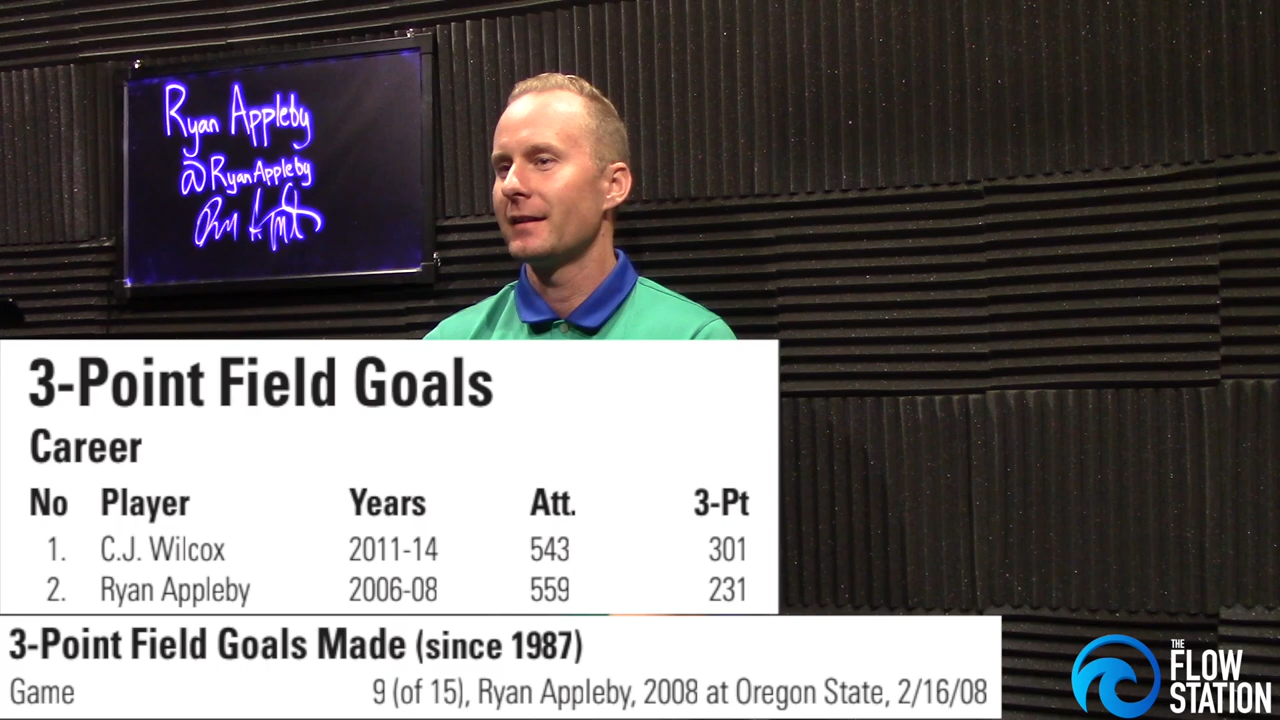 Ryan Appleby
@RyanAppleby
3-Point Field Goals
Career
No Player Years Att. 3-Pt
1. C.J. Wilcox 2011-14 543 301
2. Ryan Appleby 2006-08 559 231
3-Point Field Goals Made (since 1987)
Game 9 (of 15), Ryan Appleby, 2008 at Oregon State, 2/16/08
THE
FLOW
STATION